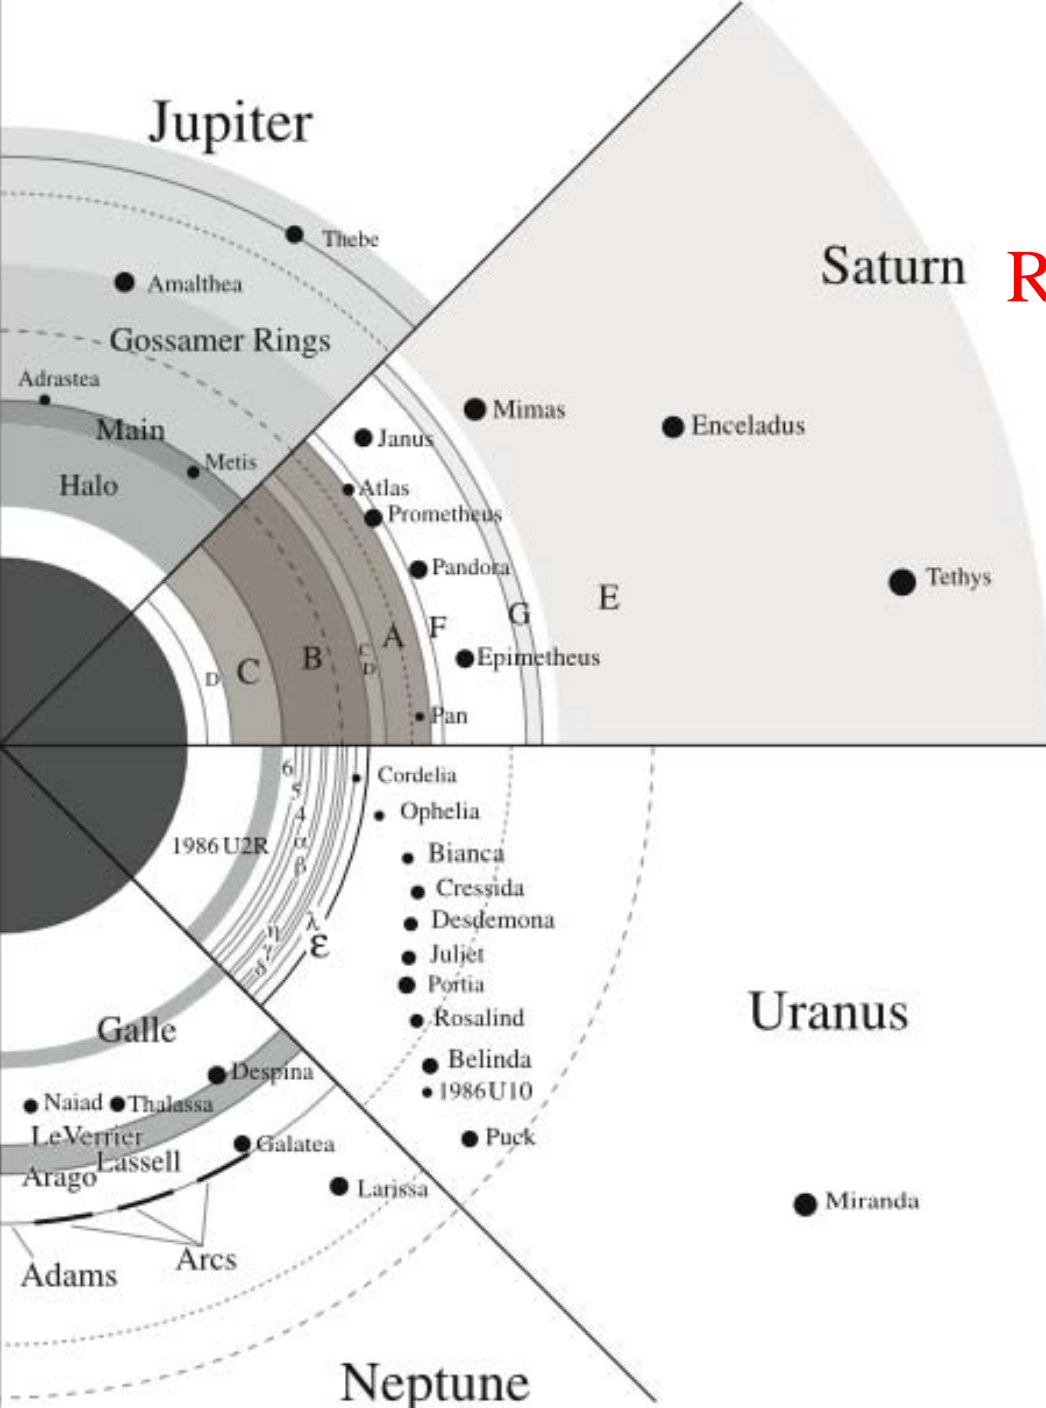 Jupiter
Thebe
Saturn
R
Amalthea
Gossamer Rings
Adrastea
Main
Mimas
Enceladus
Janus
Metis
Halo
Atlas
Prometheus
Pandora
Tethys
E
G
F
A
Epimetheus
B
C
C
D
D
Pan
6
5
4
α
β
η
γ
λ
ε
Cordelia
Ophelia
1986 U2R
Bianca
Cressida
Desdemona
Juliet
Portia
Rosalind
Uranus
Galle
Belinda
Despina
1986U10
Naiad
Thalassa
LeVerrier
Puck
Galatea
Lassell
Arago
Larissa
Miranda
Arcs
Adams
Neptune